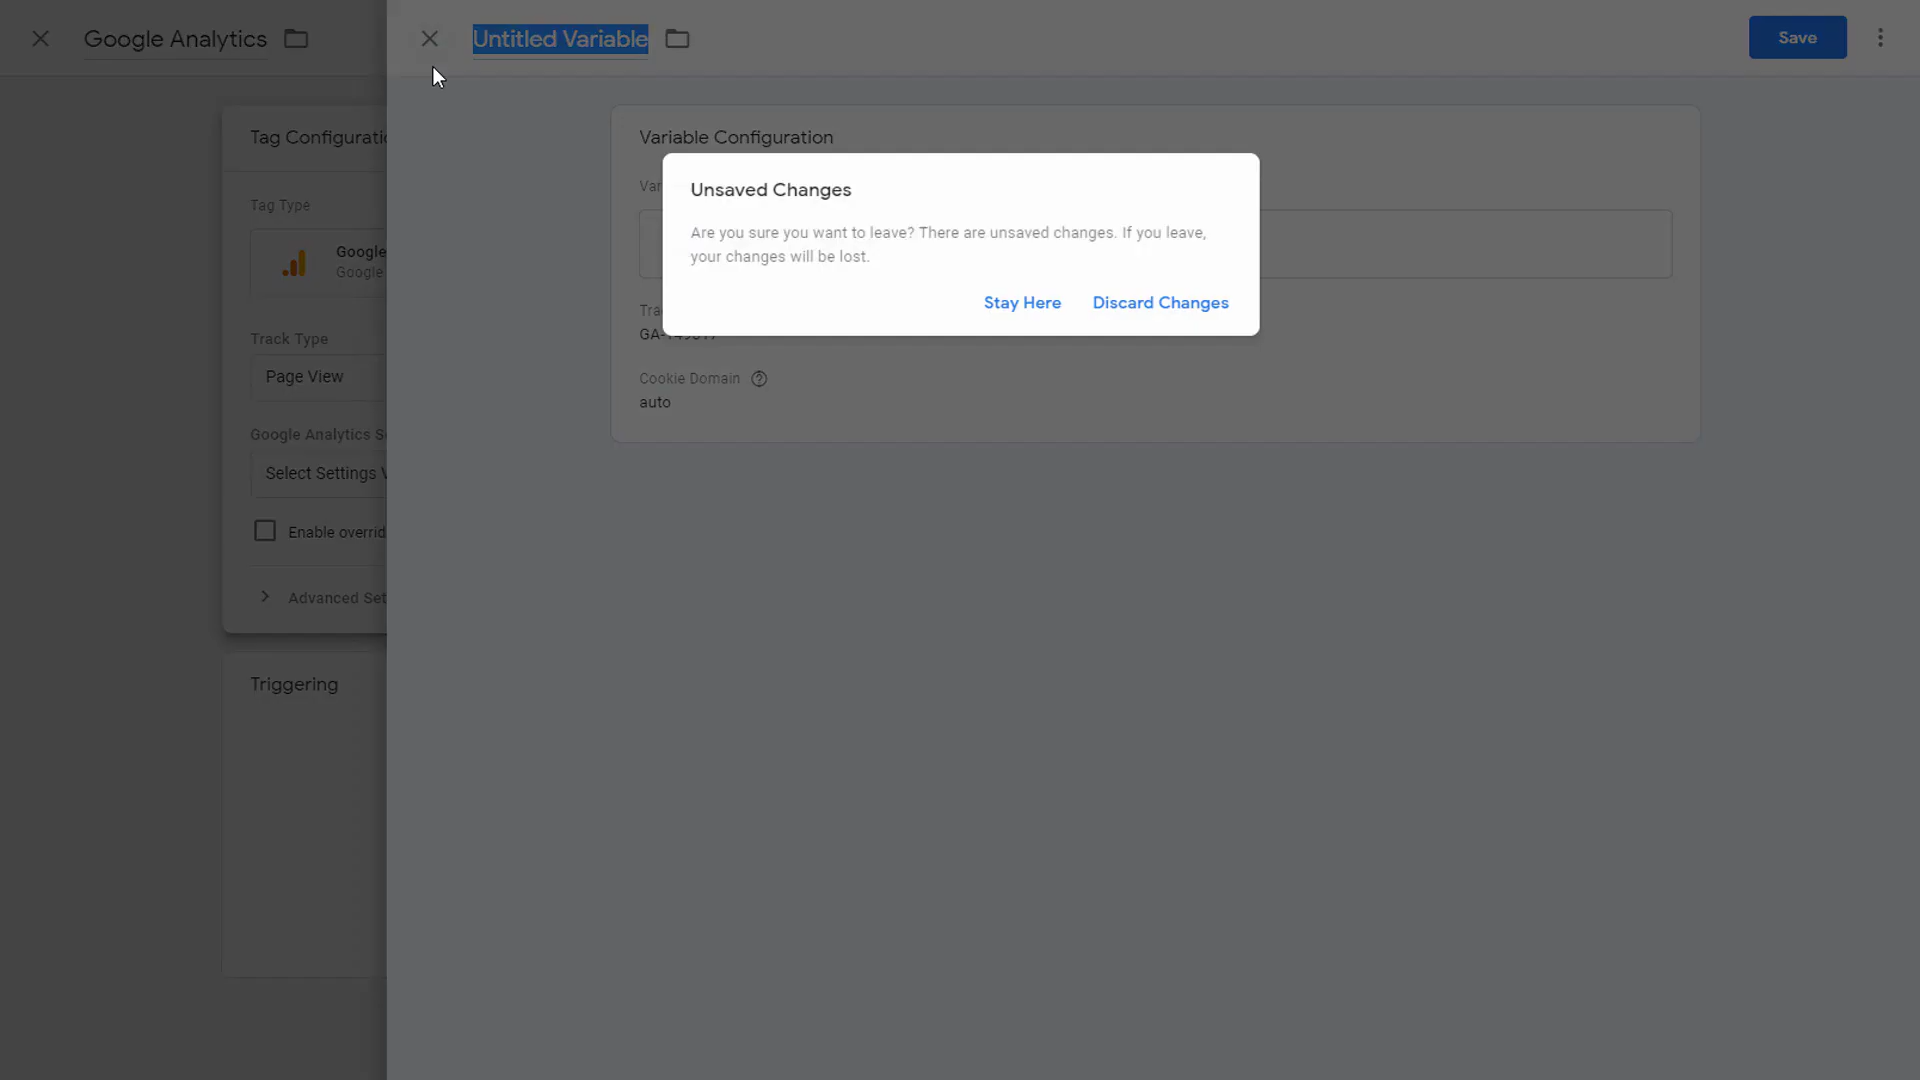 Google Analytics
Untitled Variable
Save
Tag Configuratio
Tag Type
Google
Google
Track Type
Page View
Google Analytics Se
Select Settings V
Enable overrid
Advanced Set
Triggering
Variable Configuration
Var
Unsaved Changes
Are you sure you want to leave? There are unsaved changes. If you leave,
your changes will be lost.
Stay Here
Discard Changes
Tra
Cookie Domain
auto